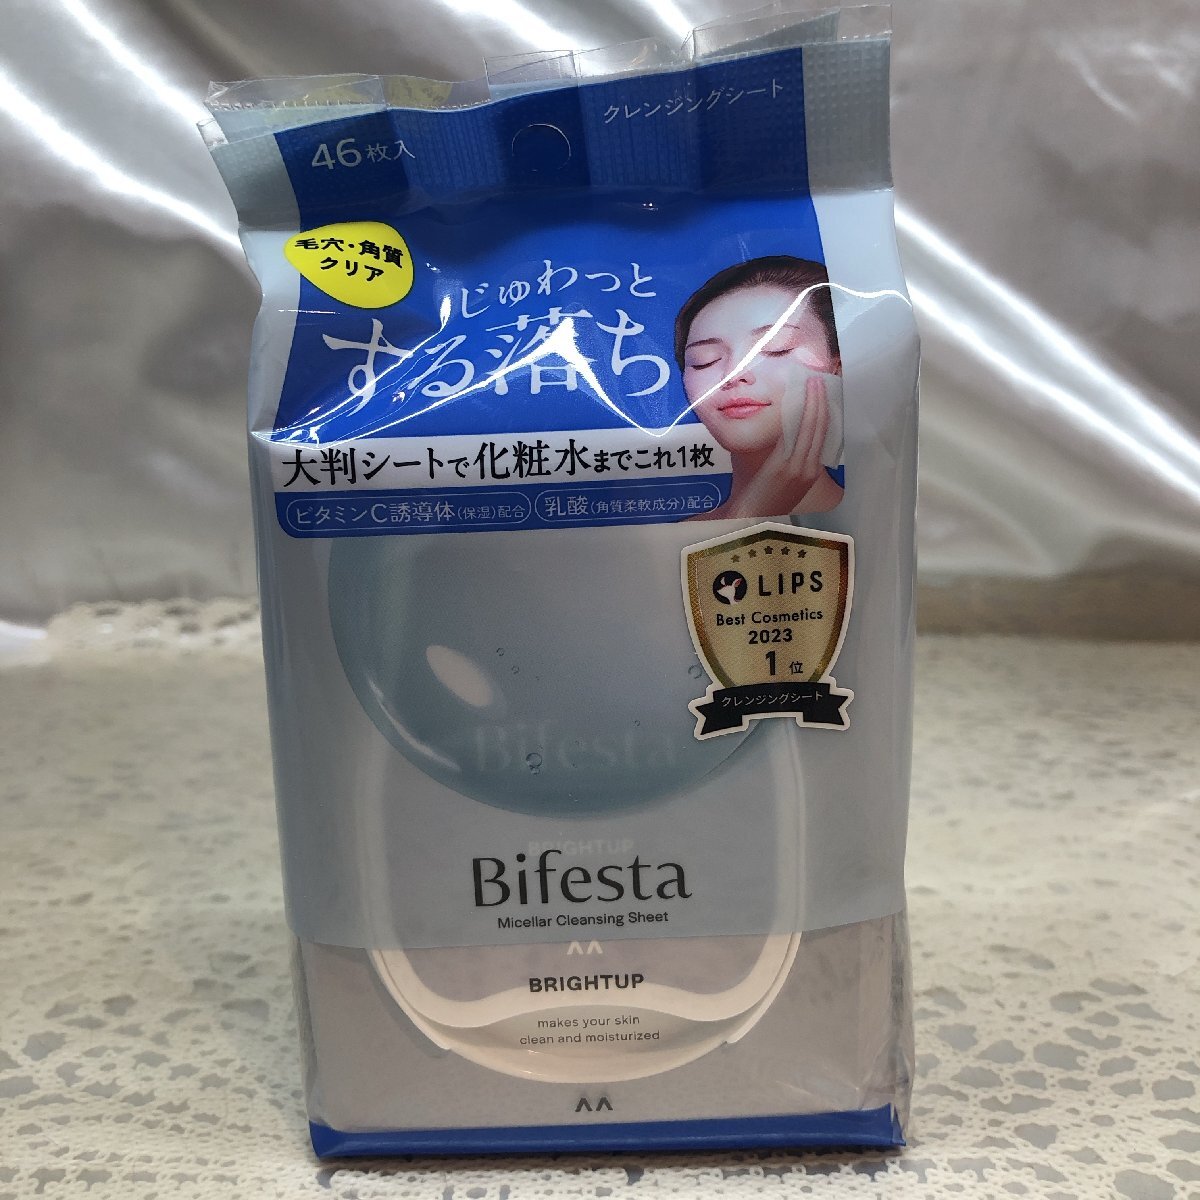 クレンジングシート
46枚入
毛穴・角質
クリア
じゅわっと
する落ち
大判シートで化粧水までこれ1枚
ビタミンC誘導体(保湿)配合
乳酸(角質柔軟成分)配合
LIPS
Best Cosmetics
2023
1位
クレンジングシート
Bifesta
BRIGHTUP
Bifesta
Micellar Cleansing Sheet
BRIGHTUP
makes your skin
clean and moisturized